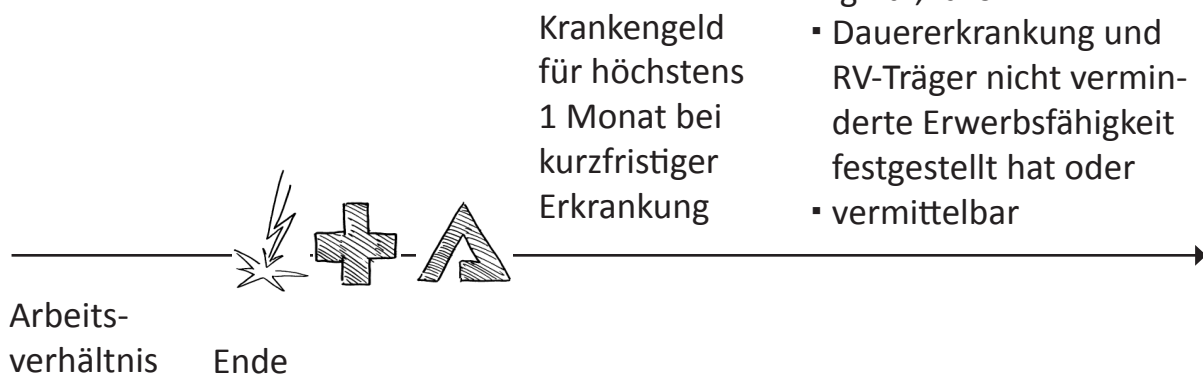 Krankengeld
für höchstens
1 Monat bei
kurzfristiger
Erkrankung
▪ Dauererkrankung und
RV-Träger nicht vermin-
derte Erwerbsfähigkeit
festgestellt hat oder
▪ vermittelbar
Arbeits-
verhältnis
Ende